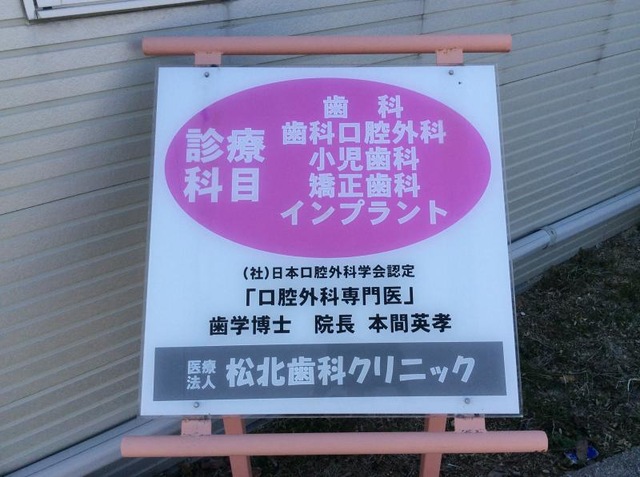 診療
科目
歯 科
歯科口腔外科
小児歯科
矯正歯科
インプラント
(社)日本口腔外科学会認定
「口腔外科専門医」
歯学博士 院長 本間英孝
医療
法人
松北歯科クリニック